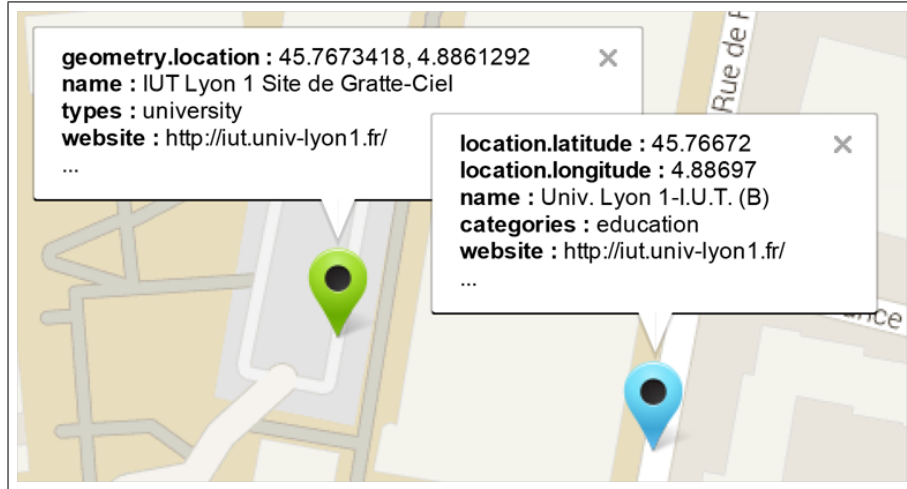 geometry.location : 45.7673418, 4.8861292
name : IUT Lyon 1 Site de Gratte-Ciel
types : university
website : http://iut.univ-lyon1.fr/
...
Rue de
location.latitude : 45.76672
location.longitude : 4.88697
name : Univ. Lyon 1-I.U.T. (B)
categories : education
website : http://iut.univ-lyon1.fr/
...